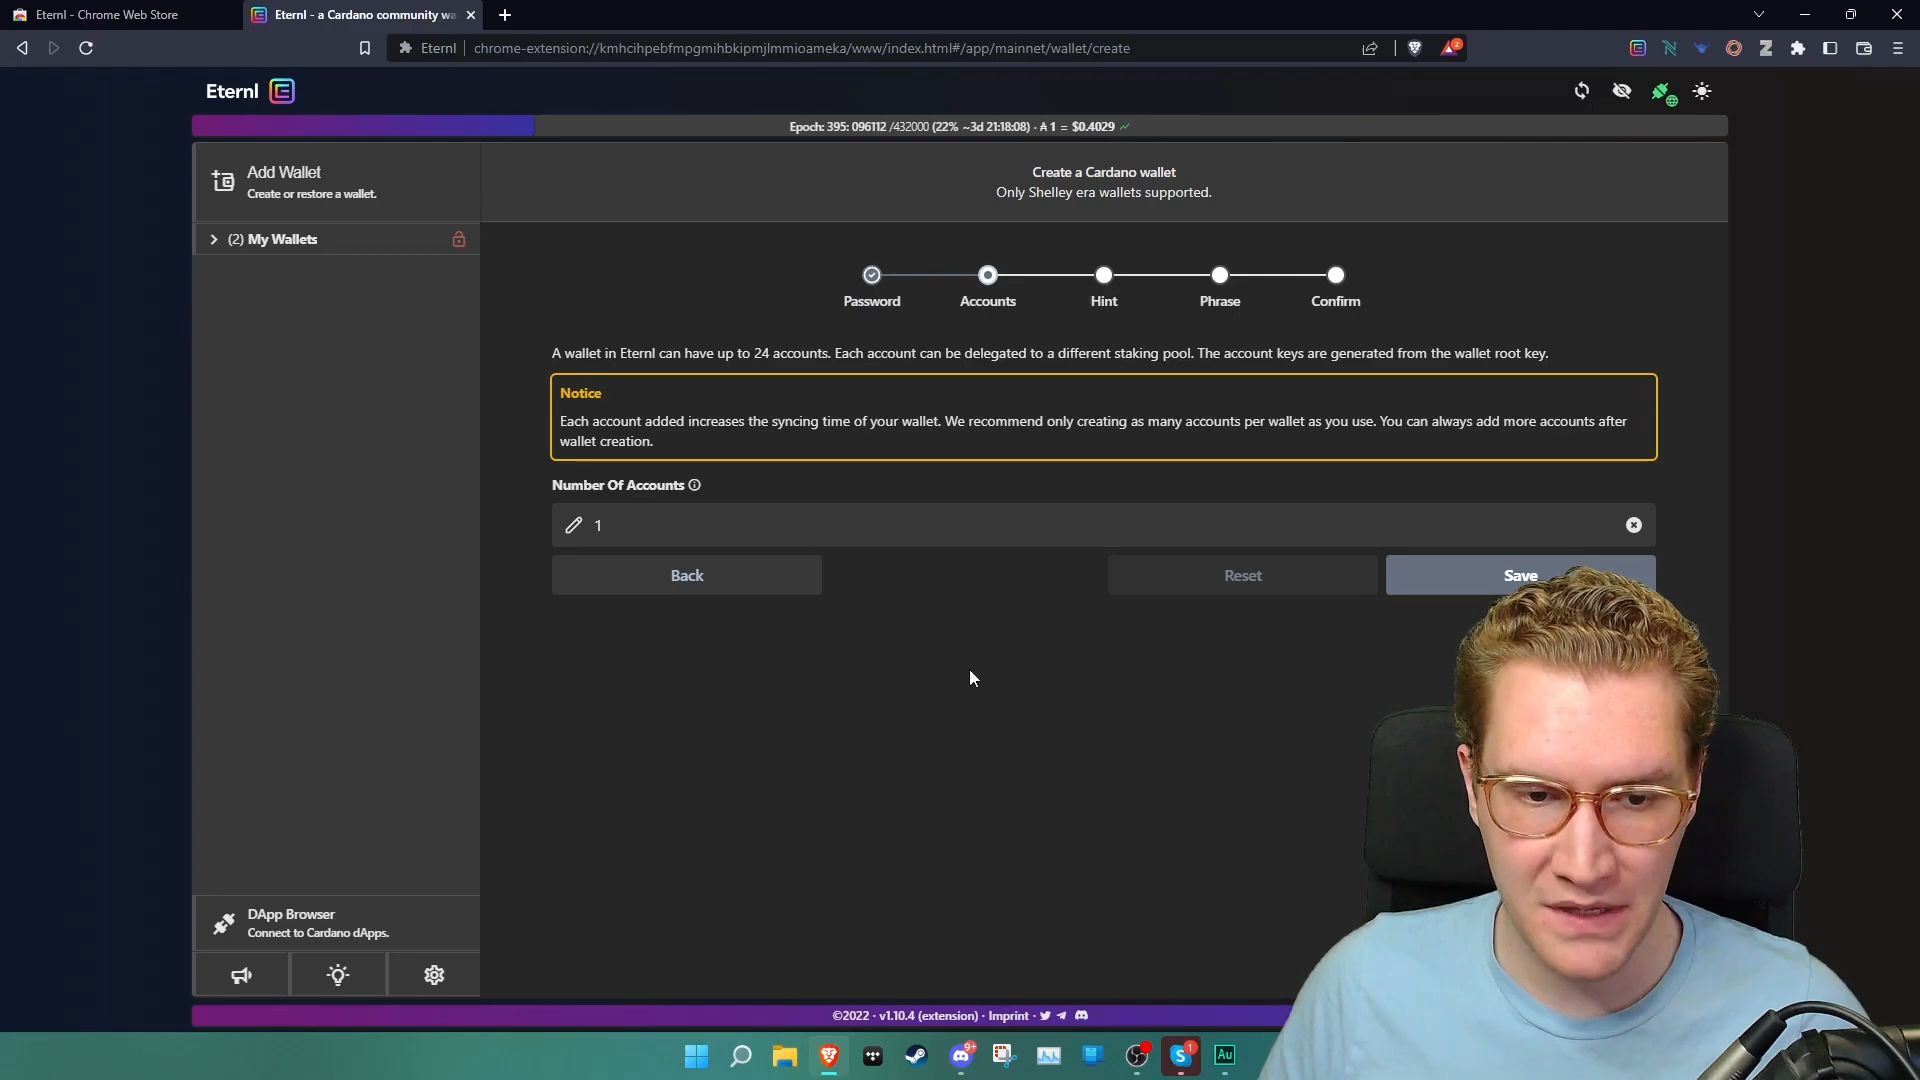 Eternl - Chrome Web Store
Eternl - a Cardano community wa
Eternl
chrome-extension://kmhcihpebfmpgmihbkipmjlmmioameka/www/index.html#/app/mainnet/wallet/create
2
Eternl
Epoch: 395: 096112 /432000 (22% ~3d 21:18:08) · ₳ 1 = $0.4029
Add Wallet
Create or restore a wallet.
Create a Cardano wallet
Only Shelley era wallets supported.
(2) My Wallets
Password
Accounts
Hint
Phrase
Confirm
A wallet in Eternl can have up to 24 accounts. Each account can be delegated to a different staking pool. The account keys are generated from the wallet root key.
Notice
Each account added increases the syncing time of your wallet. We recommend only creating as many accounts per wallet as you use. You can always add more accounts after
wallet creation.
Number Of Accounts
1
Back
Reset
Save
DApp Browser
Connect to Cardano dApps.
©2022 · v1.10.4 (extension) · Imprint ·
9+
S
1
Au